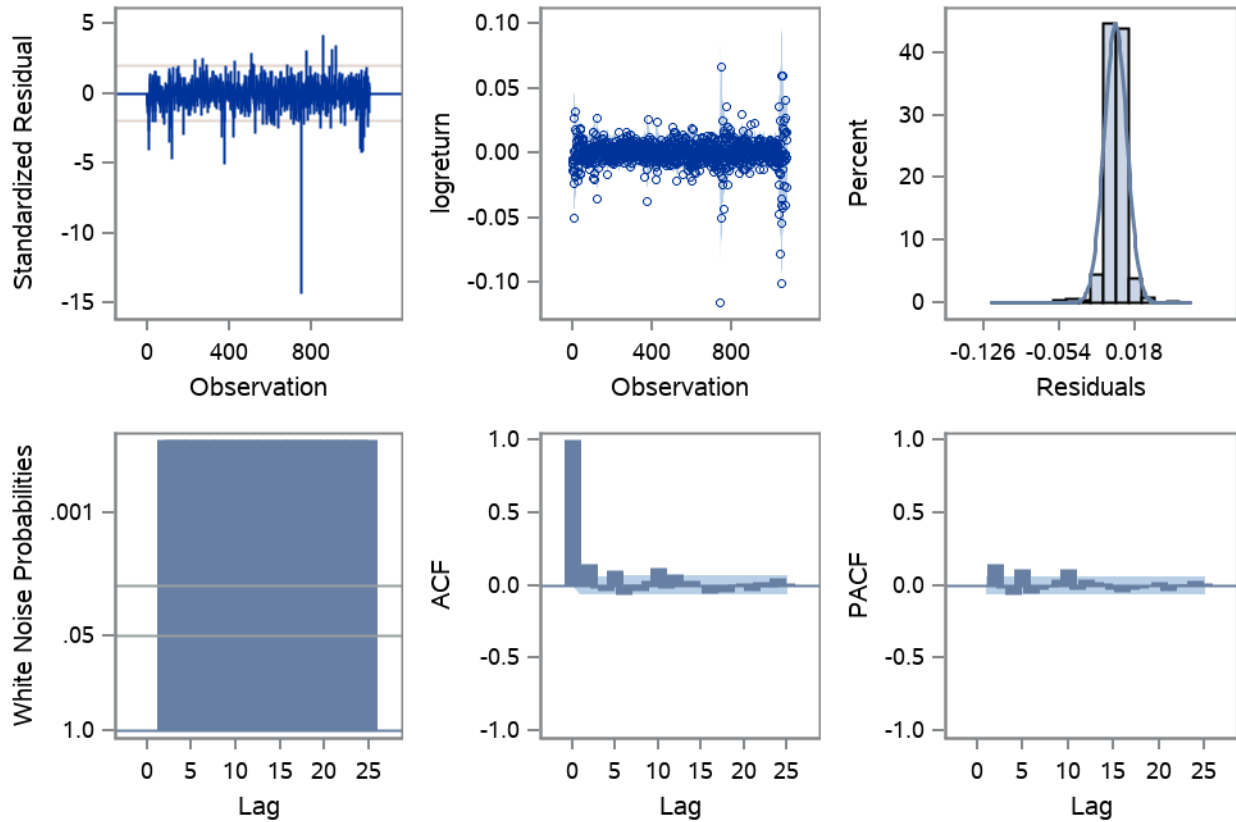 Standardized Residual
5
0
-5
-10
-15
0 400 800
Observation
logreturn
0.10
0.05
0.00
-0.05
-0.10
0 400 800
Observation
Percent
40
30
20
10
0
-0.126 -0.054 0.018
Residuals
White Noise Probabilities
.001
.05
1.0
0 5 10 15 20 25
Lag
ACF
1.0
0.5
0.0
-0.5
-1.0
0 5 10 15 20 25
Lag
PACF
1.0
0.5
0.0
-0.5
-1.0
0 5 10 15 20 25
Lag